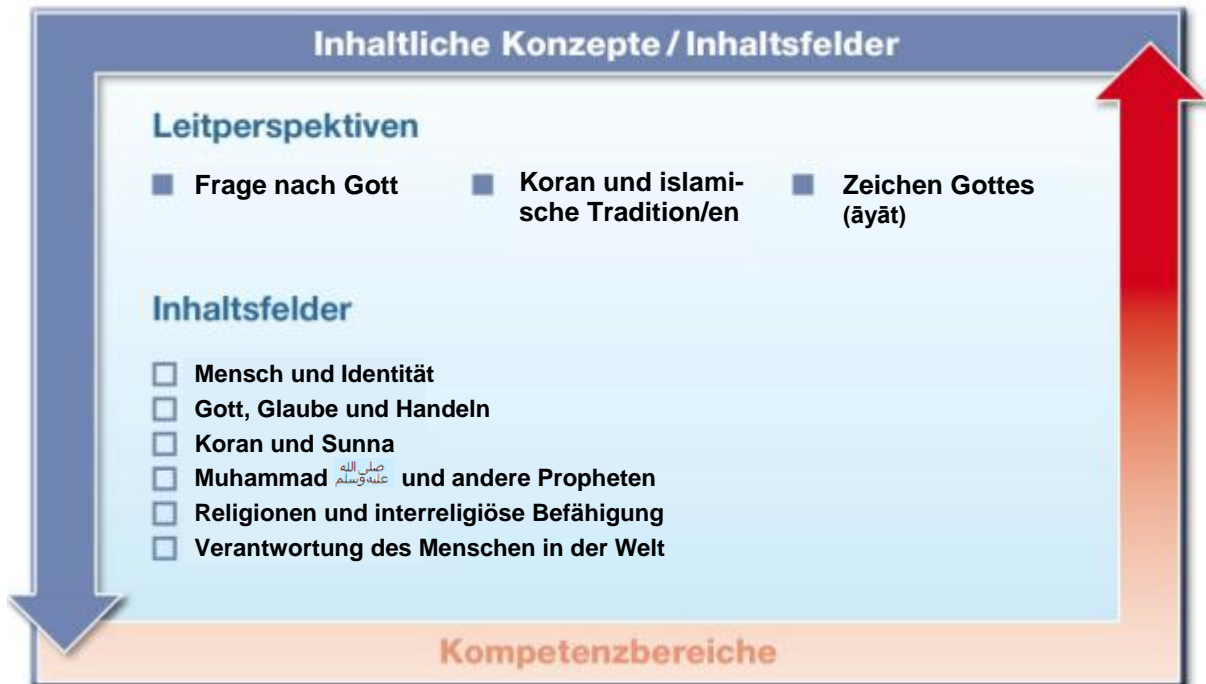 Inhaltliche Konzepte / Inhaltsfelder
Leitperspektiven
Frage nach Gott
Koran und islami-
sche Tradition/en
Zeichen Gottes
(āyāt)
Inhaltsfelder
Mensch und Identität
Gott, Glaube und Handeln
Koran und Sunna
Muhammad صلى الله عليه وسلم und andere Propheten
Religionen und interreligiöse Befähigung
Verantwortung des Menschen in der Welt
Kompetenzbereiche